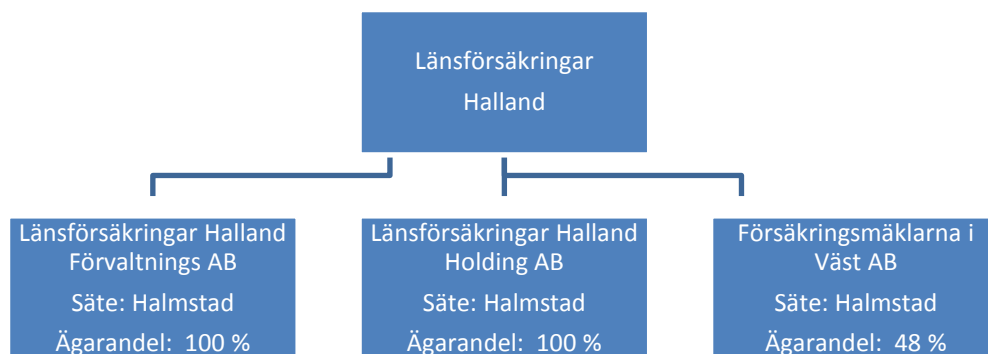 Länsförsäkringar
Halland
Länsförsäkringar Halland
Förvaltnings AB
Säte: Halmstad
Ägarandel: 100 %
Länsförsäkringar Halland
Holding AB
Säte: Halmstad
Ägarandel: 100 %
Försäkringsmäklarna i
Väst AB
Säte: Halmstad
Ägarandel: 48 %